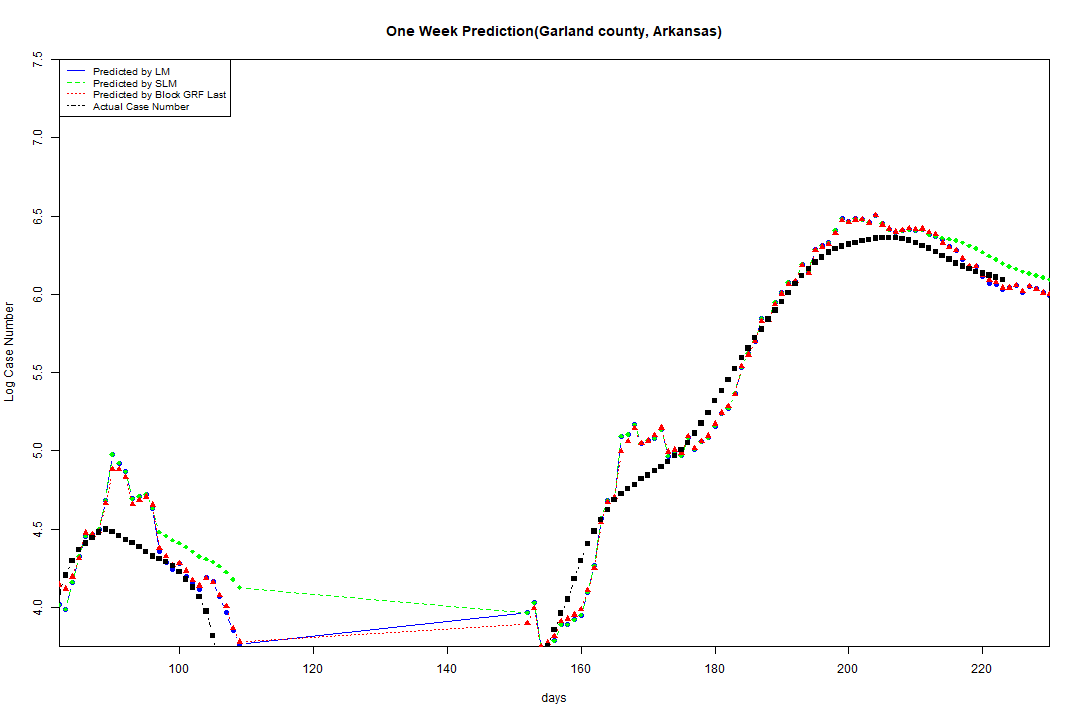 One Week Prediction(Garland county, Arkansas)
Predicted by LM
Predicted by SLM
Predicted by Block GRF Last
Actual Case Number
Log Case Number
7.5
7.0
6.5
6.0
5.5
5.0
4.5
4.0
100 120 140 160 180 200 220
days